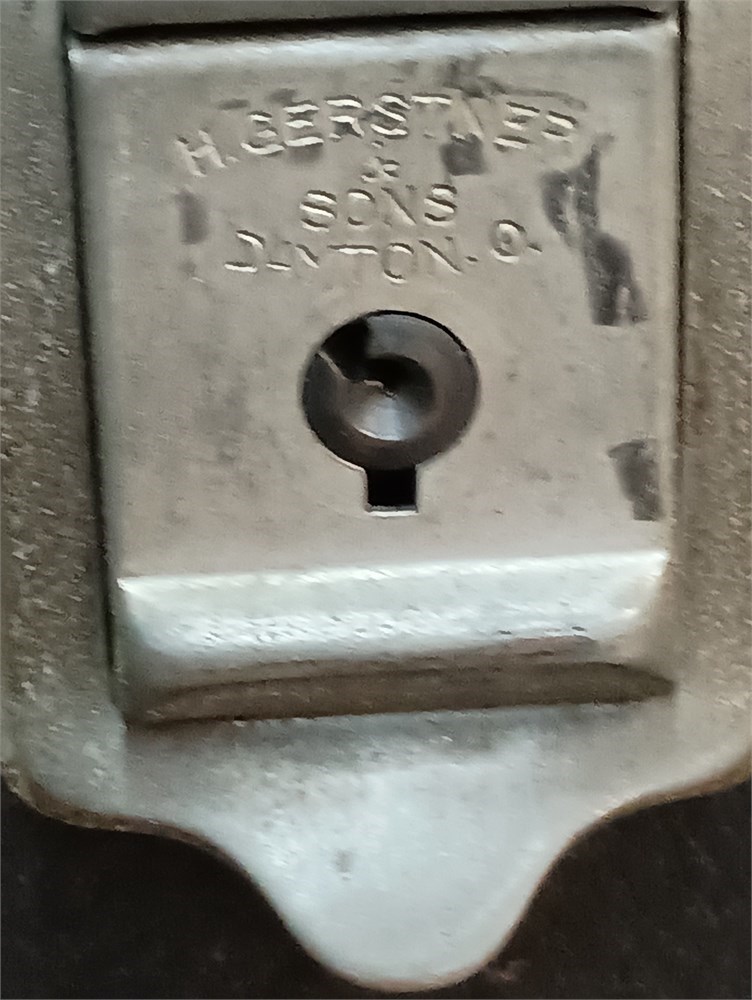 H. GERSTNER
&
SONS
DAYTON. O.